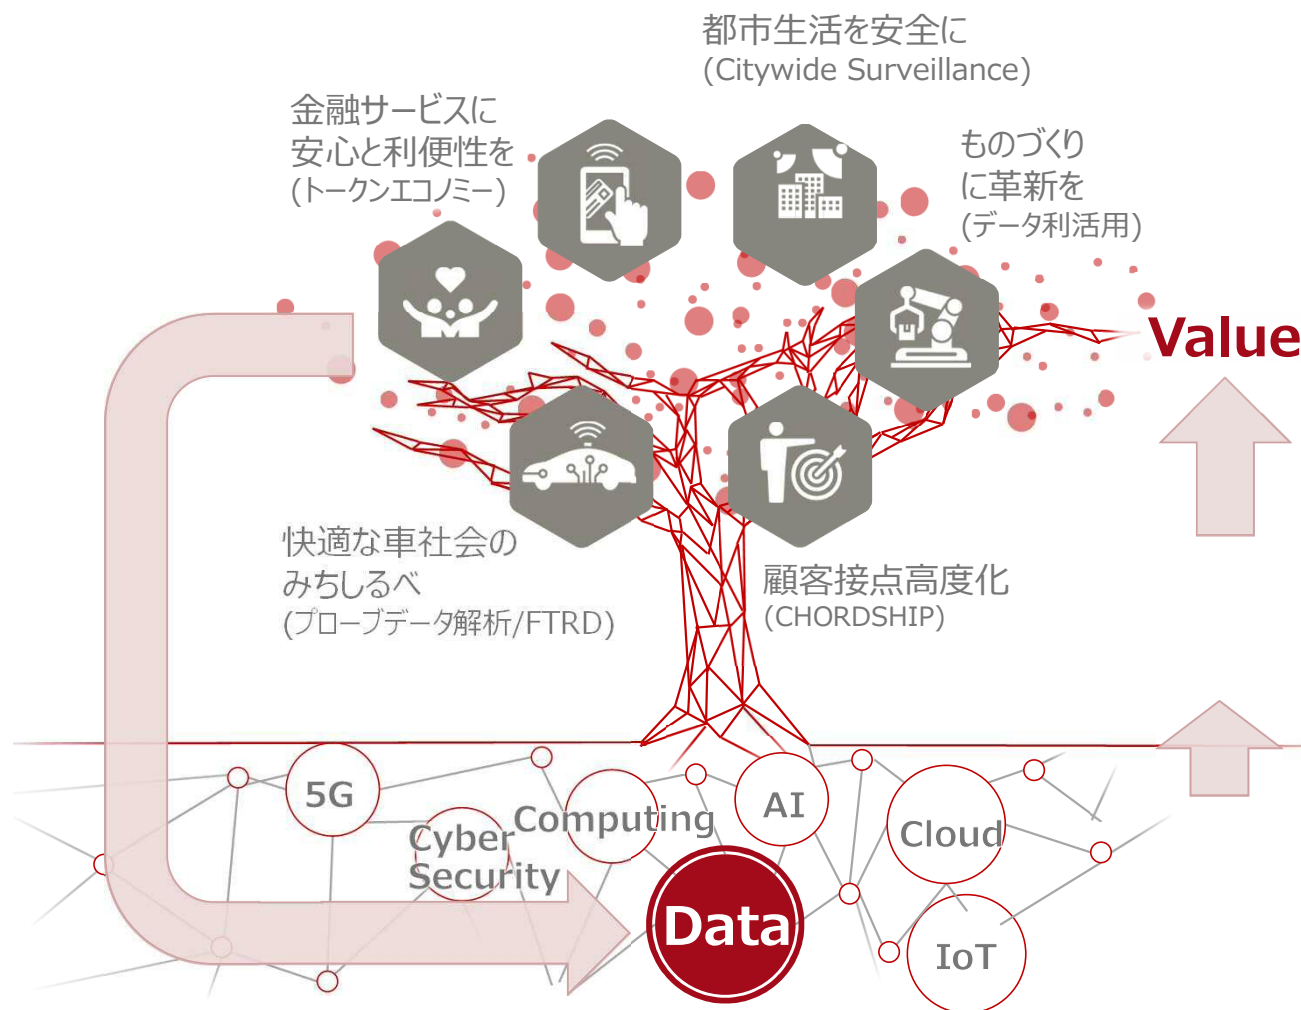 都市生活を安全に
(Citywide Surveillance)
金融サービスに
安心と利便性を
(トークンエコノミー)
ものづくり
に革新を
(データ利活用)
Value
快適な車社会の
みちしるべ
(プローブデータ解析/FTRD)
顧客接点高度化
(CHORDSHIP)
5G
Cyber
Security
Computing
AI
Cloud
Data
IoT